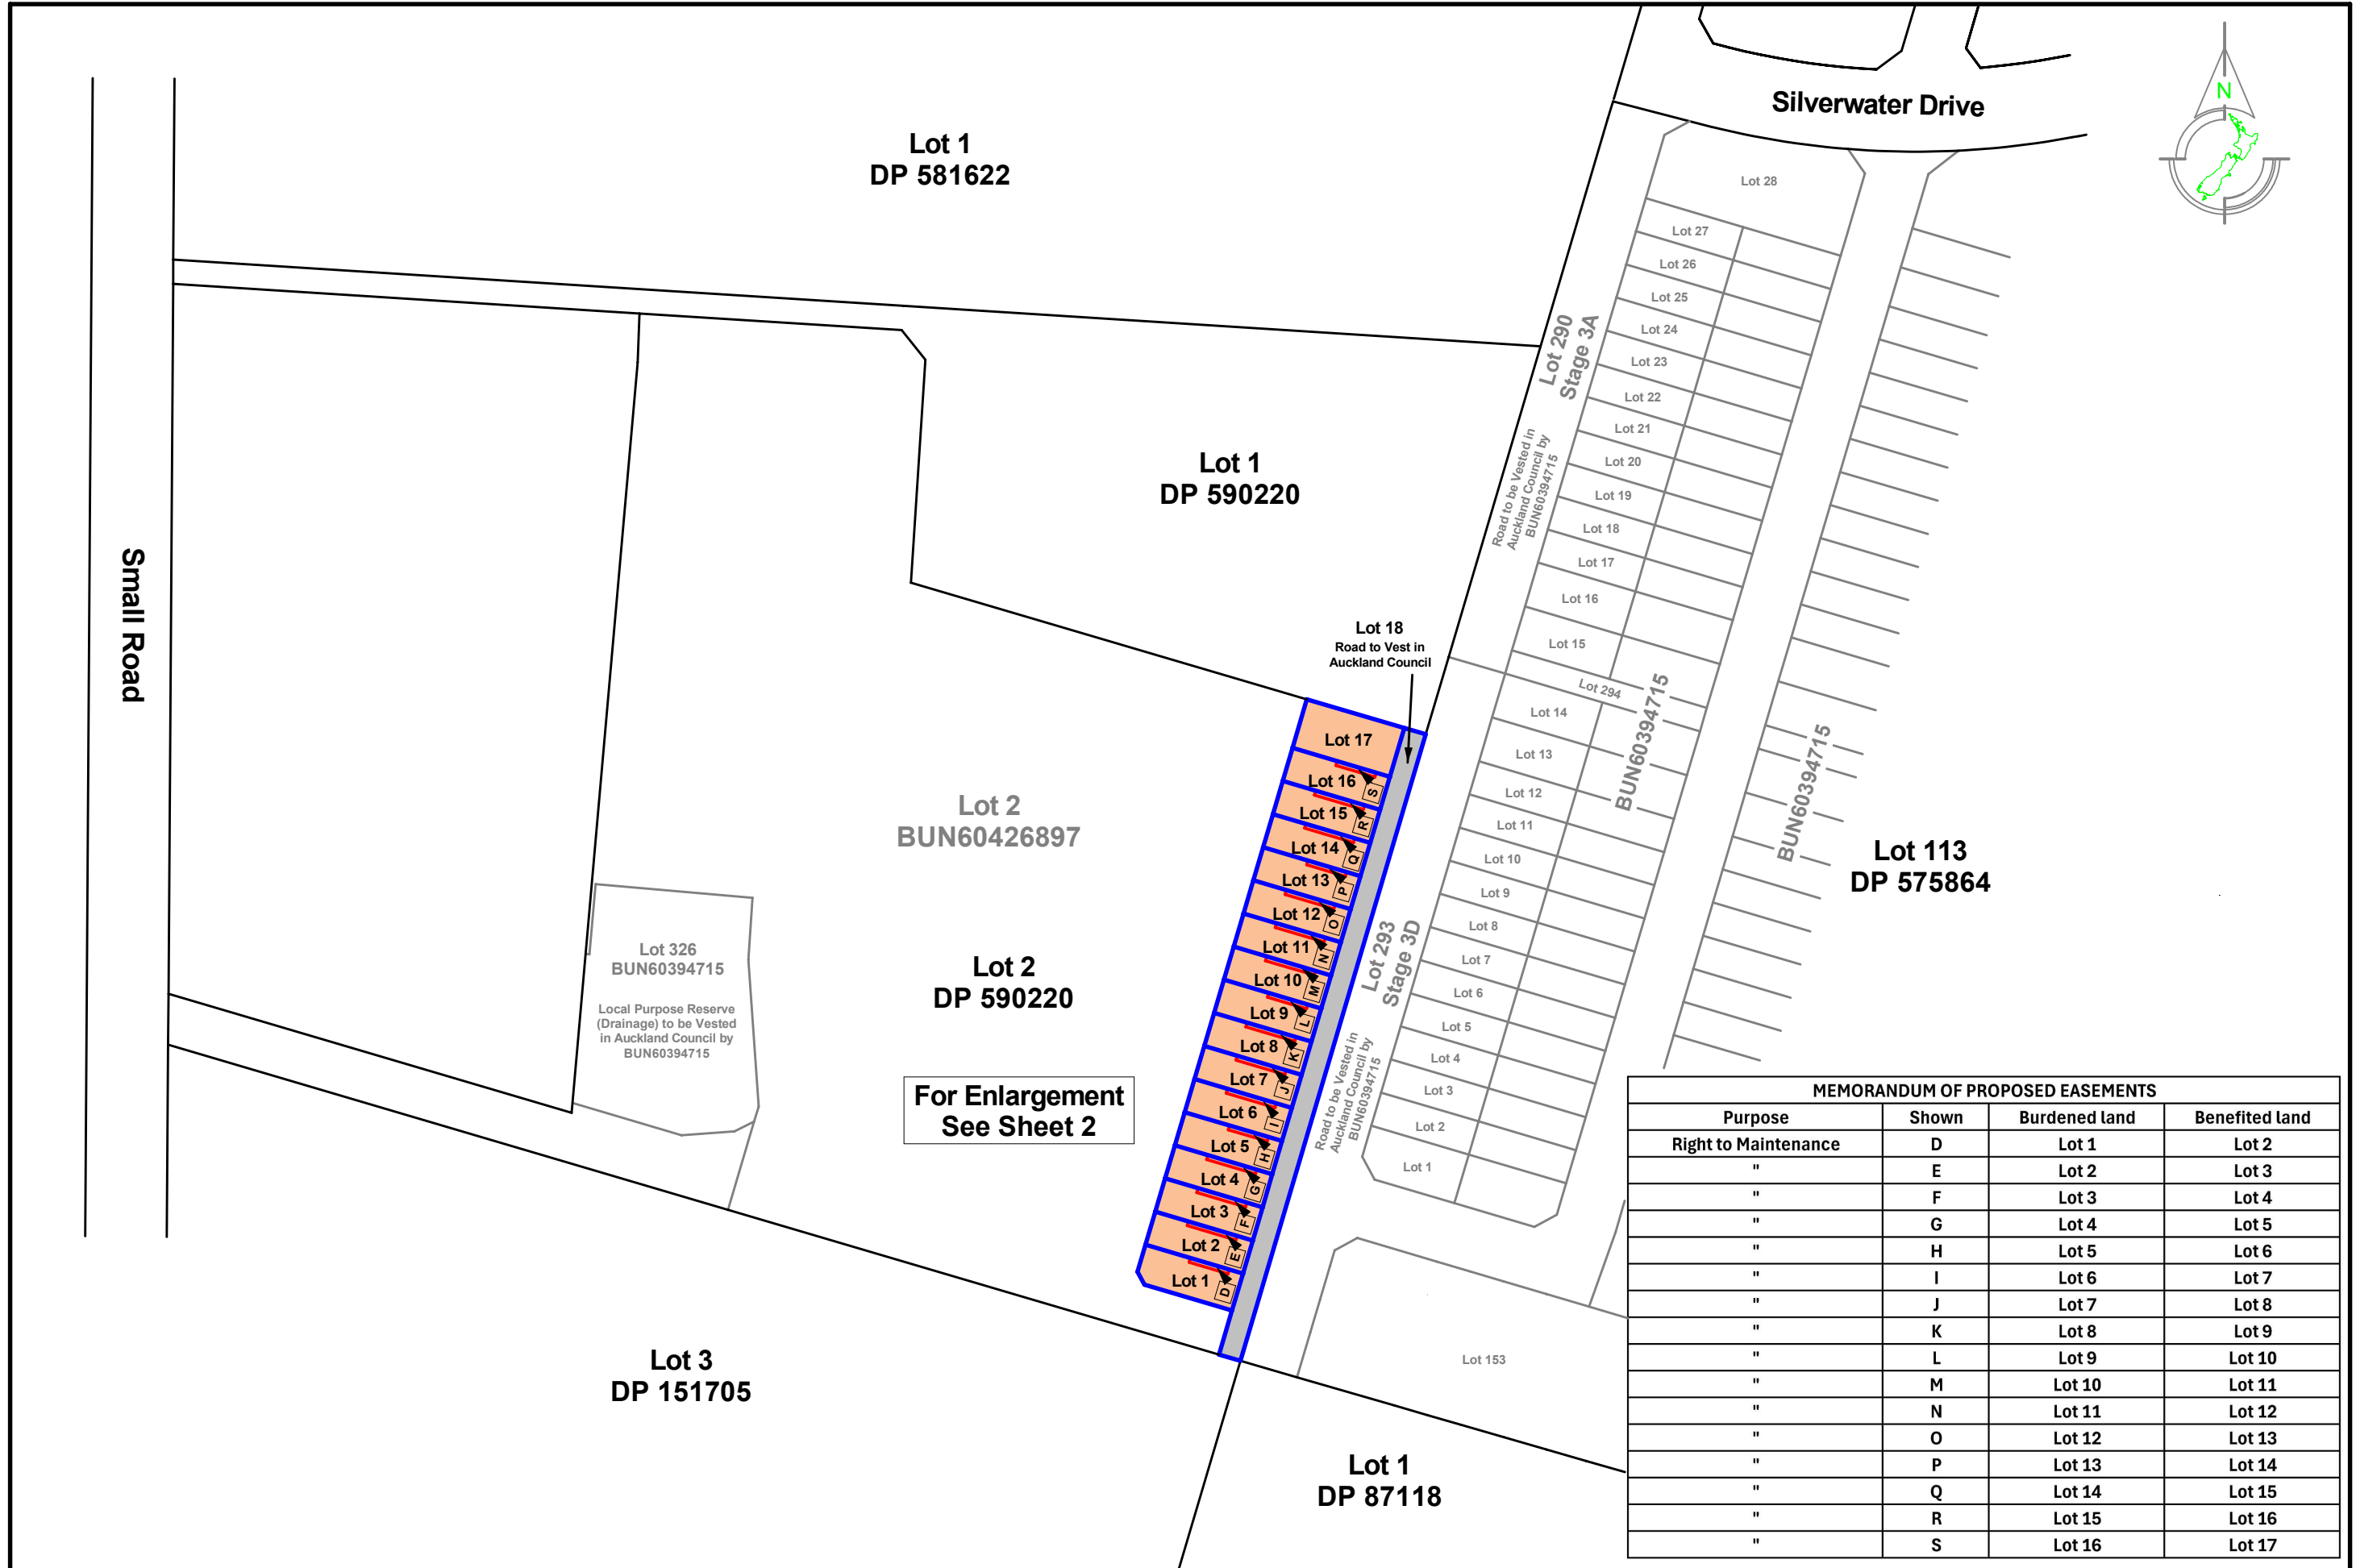 Silverwater Drive
N
Lot 1
DP 581622
Small Road
Lot 1
DP 590220
Lot 290
Stage 3A
Road to be Vested in
Auckland Council by
BUN60394715
Lot 28
Lot 27
Lot 26
Lot 25
Lot 24
Lot 23
Lot 22
Lot 21
Lot 20
Lot 19
Lot 18
Lot 17
Lot 16
Lot 15
Lot 294
Lot 14
Lot 13
Lot 12
Lot 11
Lot 10
Lot 9
Lot 8
Lot 7
Lot 6
Lot 5
Lot 4
Lot 3
Lot 2
Lot 1
BUN60394715
BUN60394715
Lot 113
DP 575864
Lot 18
Road to Vest in
Auckland Council
Lot 17
Lot 16
S
Lot 15
R
Lot 14
Q
Lot 13
P
Lot 12
O
Lot 11
N
Lot 10
M
Lot 9
L
Lot 8
K
Lot 7
J
Lot 6
I
Lot 5
H
Lot 4
G
Lot 3
F
Lot 2
E
Lot 1
D
Lot 293
Stage 3D
Road to be Vested in
Auckland Council by
BUN60394715
Lot 2
BUN60426897
Lot 2
DP 590220
Lot 326
BUN60394715
Local Purpose Reserve
(Drainage) to be Vested
in Auckland Council by
BUN60394715
For Enlargement
See Sheet 2
Lot 3
DP 151705
Lot 153
Lot 1
DP 87118
MEMORANDUM OF PROPOSED EASEMENTS
Purpose Shown Burdened land Benefited land
Right to Maintenance D Lot 1 Lot 2
" E Lot 2 Lot 3
" F Lot 3 Lot 4
" G Lot 4 Lot 5
" H Lot 5 Lot 6
" I Lot 6 Lot 7
" J Lot 7 Lot 8
" K Lot 8 Lot 9
" L Lot 9 Lot 10
" M Lot 10 Lot 11
" N Lot 11 Lot 12
" O Lot 12 Lot 13
" P Lot 13 Lot 14
" Q Lot 14 Lot 15
" R Lot 15 Lot 16
" S Lot 16 Lot 17